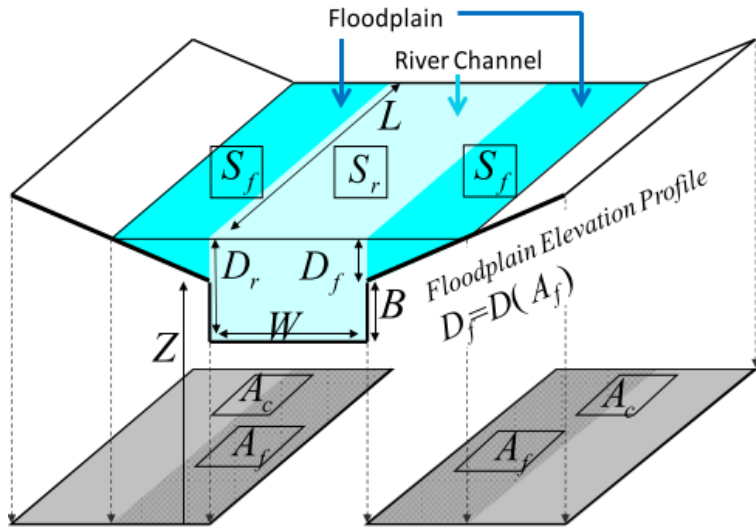 Floodplain
River Channel
L
S_f
S_r
S_f
D_r
D_f
Floodplain Elevation Profile
D_f=D(A_f)
B
W
Z
A_c
A_c
A_f
A_f